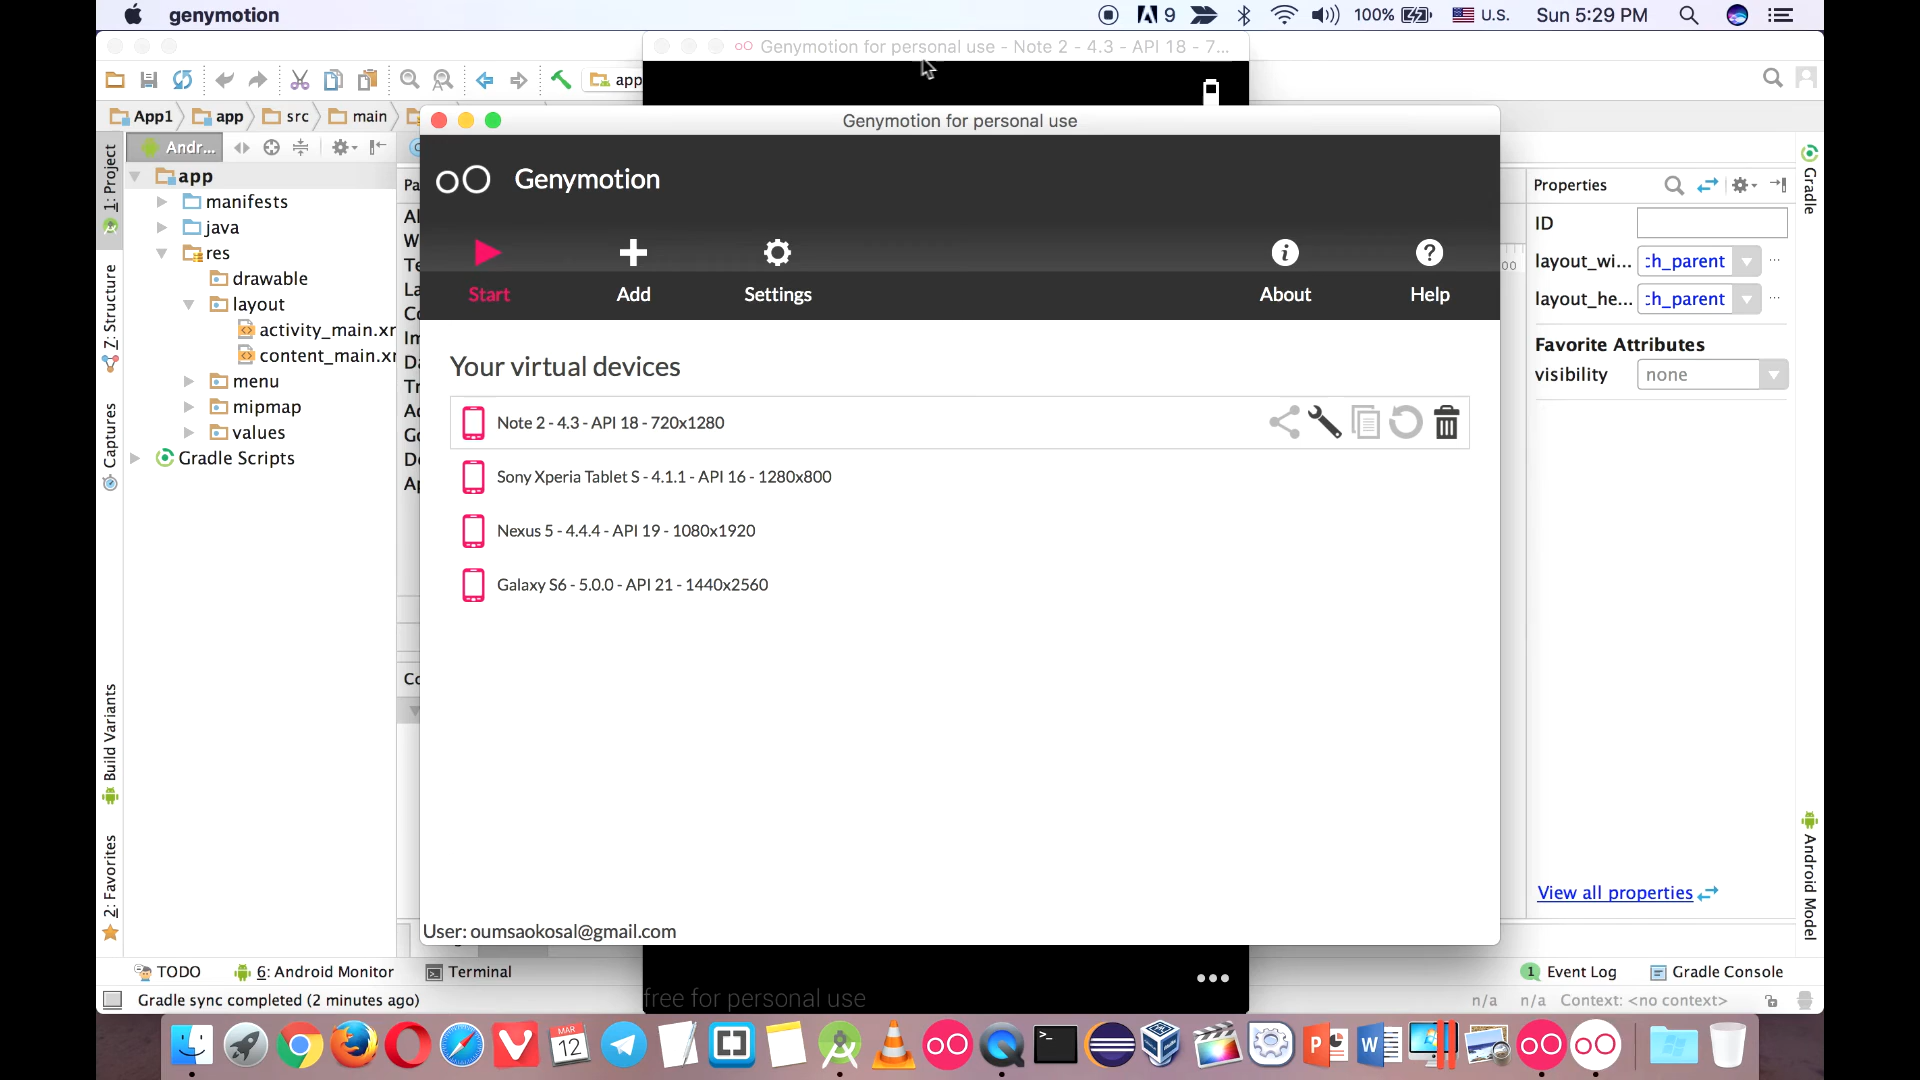 genymotion
9
100%
U.S.
Sun 5:29 PM
Genymotion for personal use - Note 2 - 4.3 - API 18 - 7...
app
App1
app
src
main
Genymotion for personal use
Andr...
1: Project
app
manifests
java
res
drawable
layout
activity_main.xr
content_main.xr
menu
mipmap
values
Gradle Scripts
Z: Structure
Captures
Build Variants
2: Favorites
Genymotion
Start
Add
Settings
About
Help
Your virtual devices
Note 2 - 4.3 - API 18 - 720x1280
Sony Xperia Tablet S - 4.1.1 - API 16 - 1280x800
Nexus 5 - 4.4.4 - API 19 - 1080x1920
Galaxy S6 - 5.0.0 - API 21 - 1440x2560
User: oumsaokosal@gmail.com
Properties
ID
layout_wi...
:h_parent
layout_he...
:h_parent
Favorite Attributes
visibility
none
View all properties
Gradle
Android Model
TODO
6: Android Monitor
Terminal
1
Event Log
Gradle Console
Gradle sync completed (2 minutes ago)
free for personal use
n/a
n/a
Context: <no context>
MAR
12